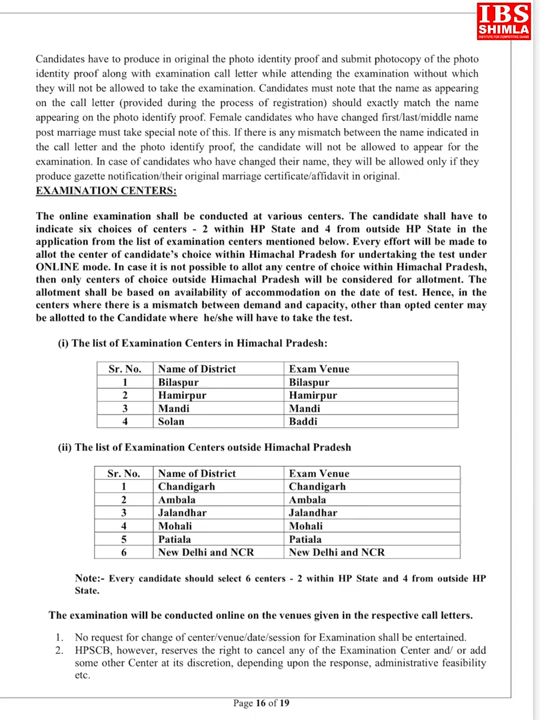 IBS
SHIMLA
INSTITUTE FOR COMPETITIVE EXAMS
Candidates have to produce in original the photo identity proof and submit photocopy of the photo
identity proof along with examination call letter while attending the examination without which
they will not be allowed to take the examination. Candidates must note that the name as appearing
on the call letter (provided during the process of registration) should exactly match the name
appearing on the photo identify proof. Female candidates who have changed first/last/middle name
post marriage must take special note of this. If there is any mismatch between the name indicated in
the call letter and the photo identify proof, the candidate will not be allowed to appear for the
examination. In case of candidates who have changed their name, they will be allowed only if they
produce gazette notification/their original marriage certificate/affidavit in original.
EXAMINATION CENTERS:
The online examination shall be conducted at various centers. The candidate shall have to
indicate six choices of centers - 2 within HP State and 4 from outside HP State in the
application from the list of examination centers mentioned below. Every effort will be made to
allot the center of candidate's choice within Himachal Pradesh for undertaking the test under
ONLINE mode. In case it is not possible to allot any centre of choice within Himachal Pradesh,
then only centers of choice outside Himachal Pradesh will be considered for allotment. The
allotment shall be based on availability of accommodation on the date of test. Hence, in the
centers where there is a mismatch between demand and capacity, other than opted center may
be allotted to the Candidate where he/she will have to take the test.
(i) The list of Examination Centers in Himachal Pradesh:
Sr. No. Name of District Exam Venue
1 Bilaspur Bilaspur
2 Hamirpur Hamirpur
3 Mandi Mandi
4 Solan Baddi
(ii) The list of Examination Centers outside Himachal Pradesh
Sr. No. Name of District Exam Venue
1 Chandigarh Chandigarh
2 Ambala Ambala
3 Jalandhar Jalandhar
4 Mohali Mohali
5 Patiala Patiala
6 New Delhi and NCR New Delhi and NCR
Note:- Every candidate should select 6 centers - 2 within HP State and 4 from outside HP
State.
The examination will be conducted online on the venues given in the respective call letters.
1. No request for change of center/venue/date/session for Examination shall be entertained.
2. HPSCB, however, reserves the right to cancel any of the Examination Center and/ or add
some other Center at its discretion, depending upon the response, administrative feasibility
etc.
Page 16 of 19